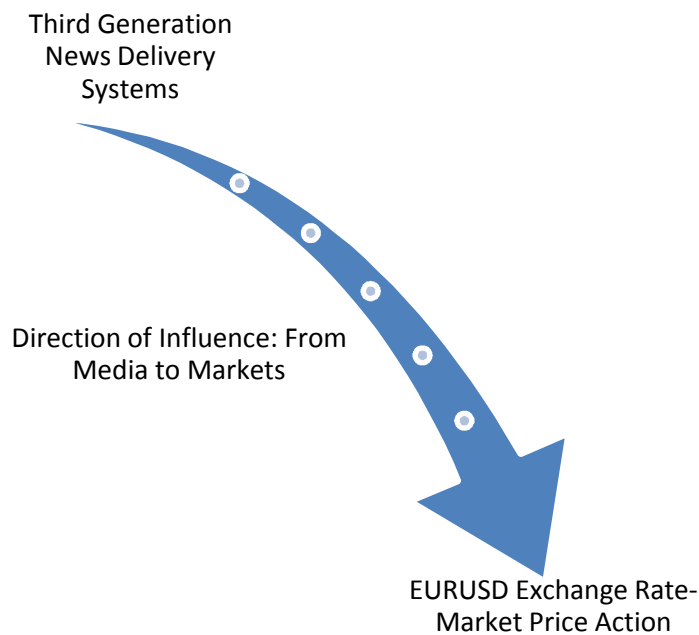 Third Generation
News Delivery
Systems
Direction of Influence: From
Media to Markets
EURUSD Exchange Rate-
Market Price Action